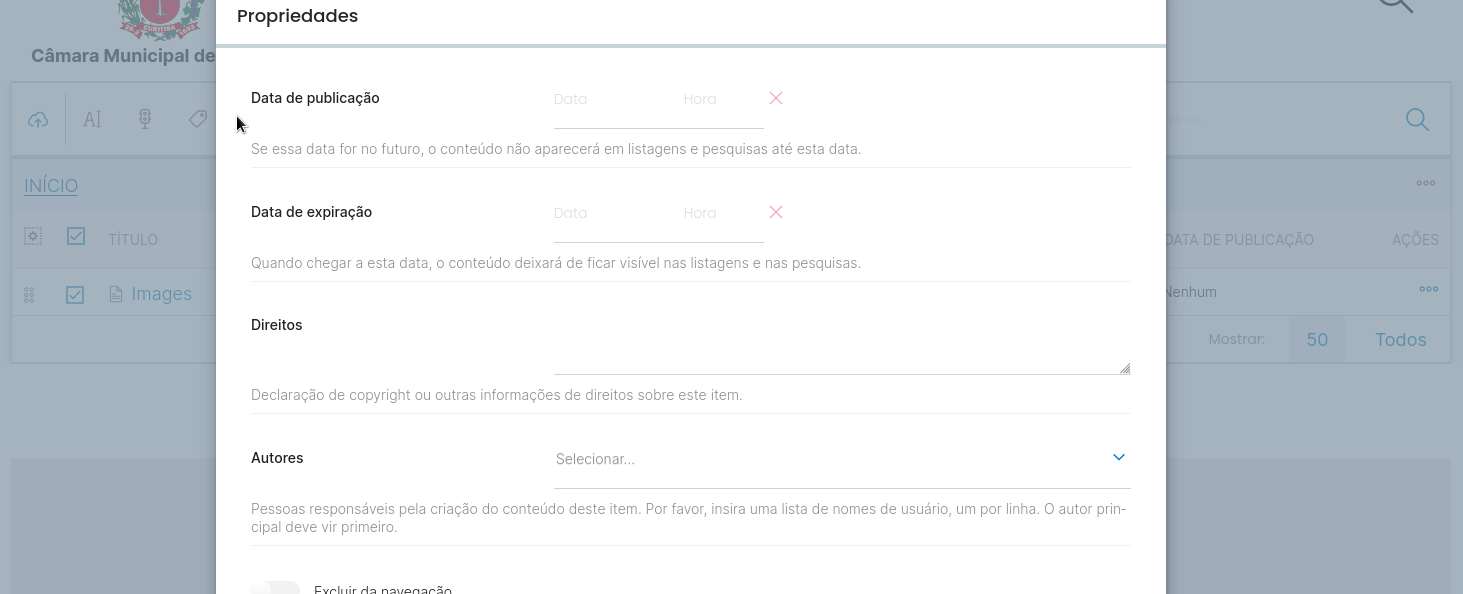 Propriedades
CURITIBA
Câmara Municipal de
Data de publicação
Data
Hora
Se essa data for no futuro, o conteúdo não aparecerá em listagens e pesquisas até esta data.
INÍCIO
Data de expiração
Data
Hora
TÍTULO
DATA DE PUBLICAÇÃO
AÇÕES
Quando chegar a esta data, o conteúdo deixará de ficar visível nas listagens e nas pesquisas.
Images
Nenhum
Direitos
Mostrar:
50
Todos
Declaração de copyright ou outras informações de direitos sobre este item.
Autores
Selecionar...
Pessoas responsáveis pela criação do conteúdo deste item. Por favor, insira uma lista de nomes de usuário, um por linha. O autor prin-
cipal deve vir primeiro.
Excluir da navegação